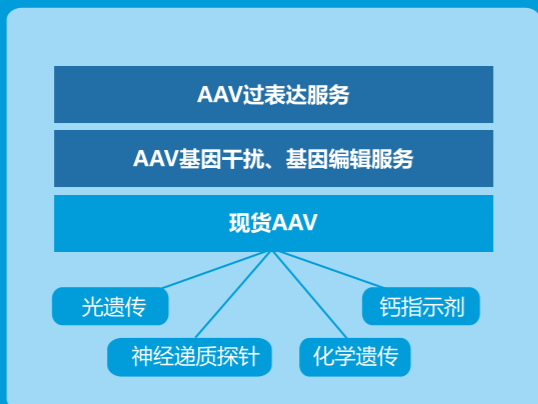 AAV过表达服务
AAV基因干扰、基因编辑服务
现货AAV
光遗传
钙指示剂
神经递质探针
化学遗传